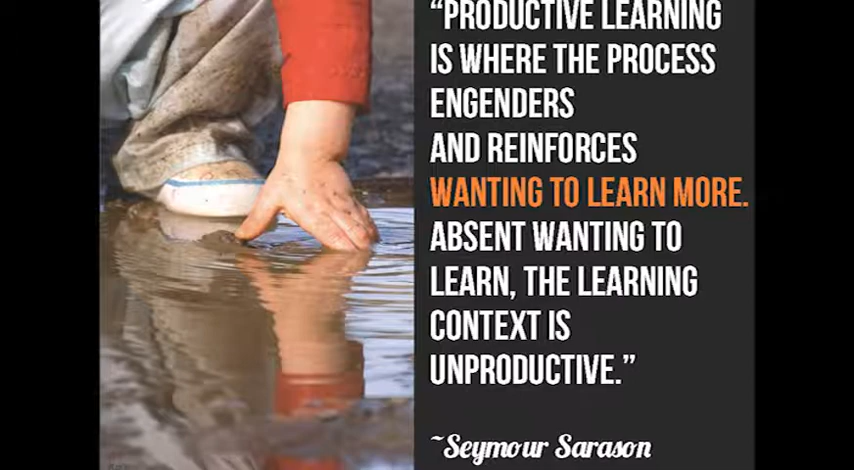 “PRODUCTIVE LEARNING
IS WHERE THE PROCESS
ENGENDERS
AND REINFORCES
WANTING TO LEARN MORE.
ABSENT WANTING TO
LEARN, THE LEARNING
CONTEXT IS
UNPRODUCTIVE.”
~Seymour Sarason